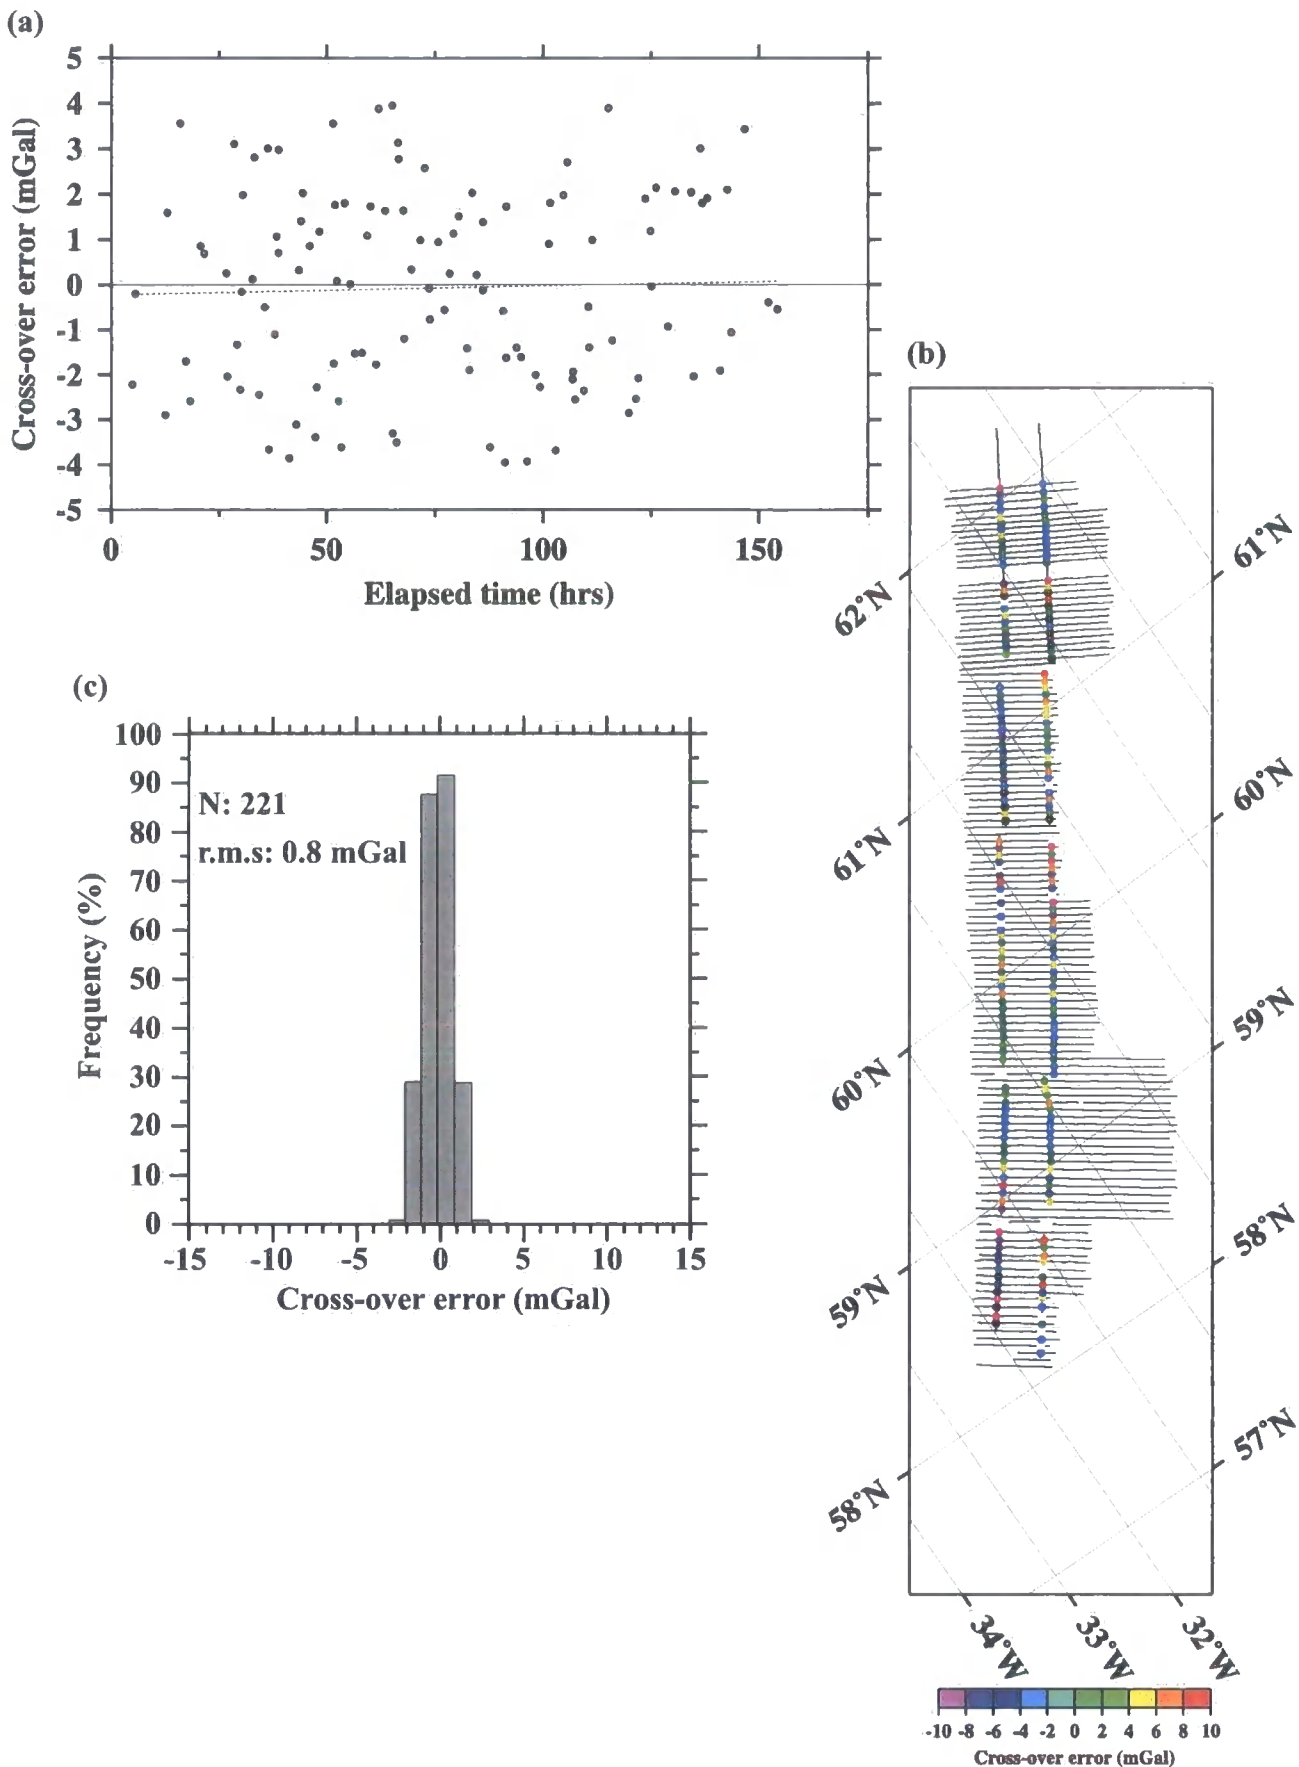 (a)
5
4
3
2
1
0
-1
-2
-3
-4
-5
Cross-over error (mGal)
0 50 100 150
Elapsed time (hrs)
(b)
61°N
62°N
60°N
61°N
59°N
60°N
58°N
59°N
57°N
58°N
34°W 33°W 32°W
-10 -8 -6 -4 -2 0 2 4 6 8 10
Cross-over error (mGal)
(c)
100
90
80
70
60
50
40
30
20
10
0
Frequency (%)
N: 221
r.m.s: 0.8 mGal
-15 -10 -5 0 5 10 15
Cross-over error (mGal)